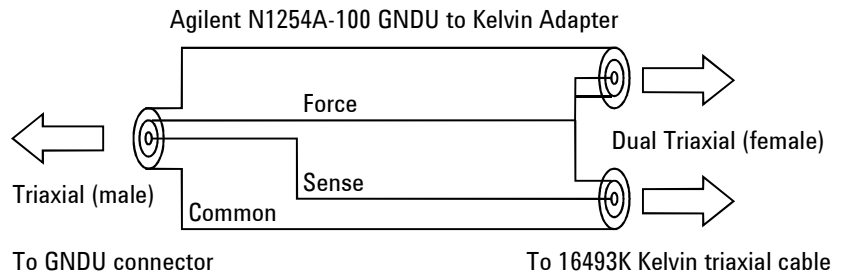 Agilent N1254A-100 GNDU to Kelvin Adapter
Force
Dual Triaxial (female)
Triaxial (male)
Sense
Common
To GNDU connector
To 16493K Kelvin triaxial cable